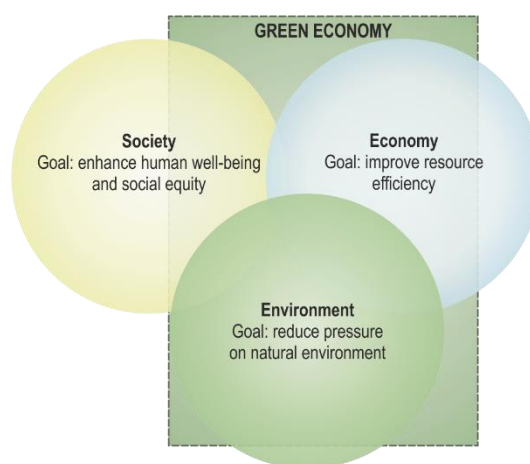 GREEN ECONOMY
Society
Goal: enhance human well-being
and social equity
Economy
Goal: improve resource
efficiency
Environment
Goal: reduce pressure
on natural environment